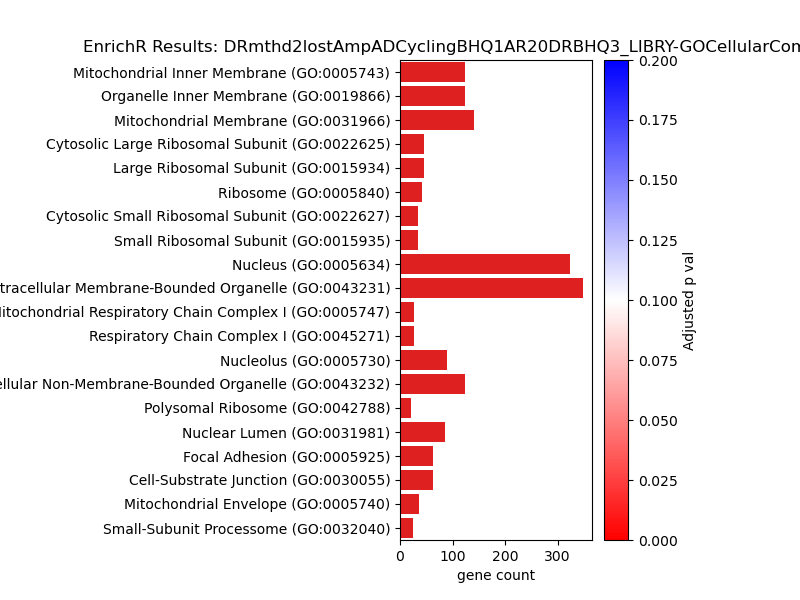 EnrichR Results: DRmthd2lostAmpADCyclingBHQ1AR20DRBHQ3_LIBRY-GOCellularCom
Mitochondrial Inner Membrane (GO:0005743)
Organelle Inner Membrane (GO:0019866)
Mitochondrial Membrane (GO:0031966)
Cytosolic Large Ribosomal Subunit (GO:0022625)
Large Ribosomal Subunit (GO:0015934)
Ribosome (GO:0005840)
Cytosolic Small Ribosomal Subunit (GO:0022627)
Small Ribosomal Subunit (GO:0015935)
Nucleus (GO:0005634)
tracellular Membrane-Bounded Organelle (GO:0043231)
itochondrial Respiratory Chain Complex I (GO:0005747)
Respiratory Chain Complex I (GO:0045271)
Nucleolus (GO:0005730)
ellular Non-Membrane-Bounded Organelle (GO:0043232)
Polysomal Ribosome (GO:0042788)
Nuclear Lumen (GO:0031981)
Focal Adhesion (GO:0005925)
Cell-Substrate Junction (GO:0030055)
Mitochondrial Envelope (GO:0005740)
Small-Subunit Processome (GO:0032040)
0 100 200 300
gene count
0.200
0.175
0.150
0.125
0.100
0.075
0.050
0.025
0.000
Adjusted p val